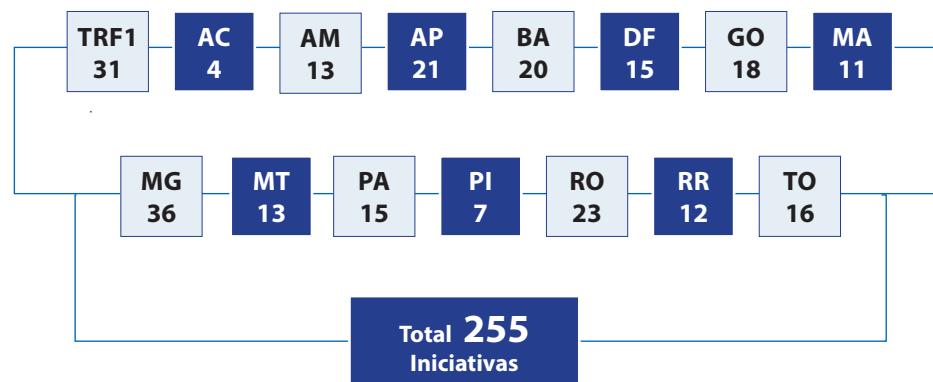 TRF1 AC AM AP BA DF GO MA
31 4 13 21 20 15 18 11
MG MT PA PI RO RR TO
36 13 15 7 23 12 16
Total 255
Iniciativas